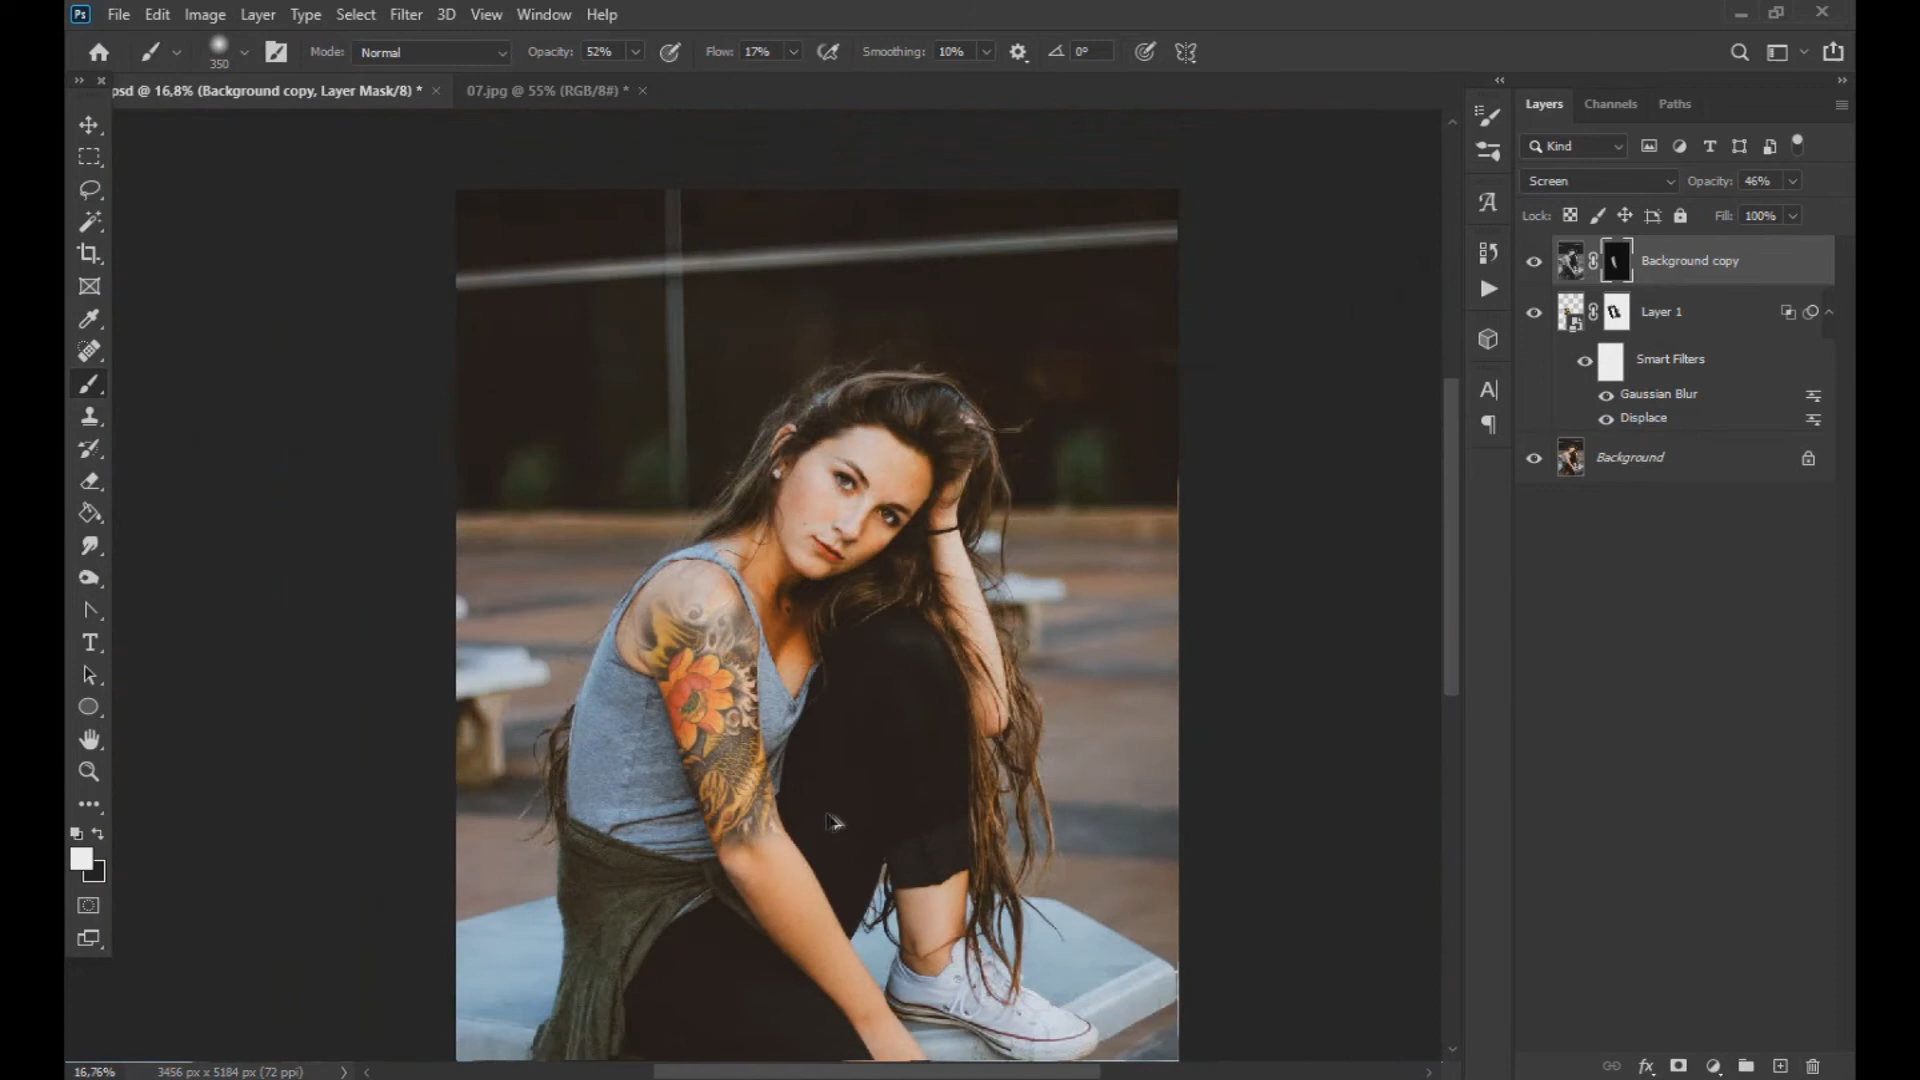 Ps File Edit Image Layer Type Select Filter 3D View Window Help
350 Mode: Normal Opacity: 52% Flow: 17% Smoothing: 10% 0°
psd @ 16,8% (Background copy, Layer Mask/8) * 07.jpg @ 55% (RGB/8#) *
Layers Channels Paths
Kind
Screen Opacity: 46%
Lock: Fill: 100%
Background copy
Layer 1
Smart Filters
Gaussian Blur
Displace
Background
16,76% 3456 px x 5184 px (72 ppi)